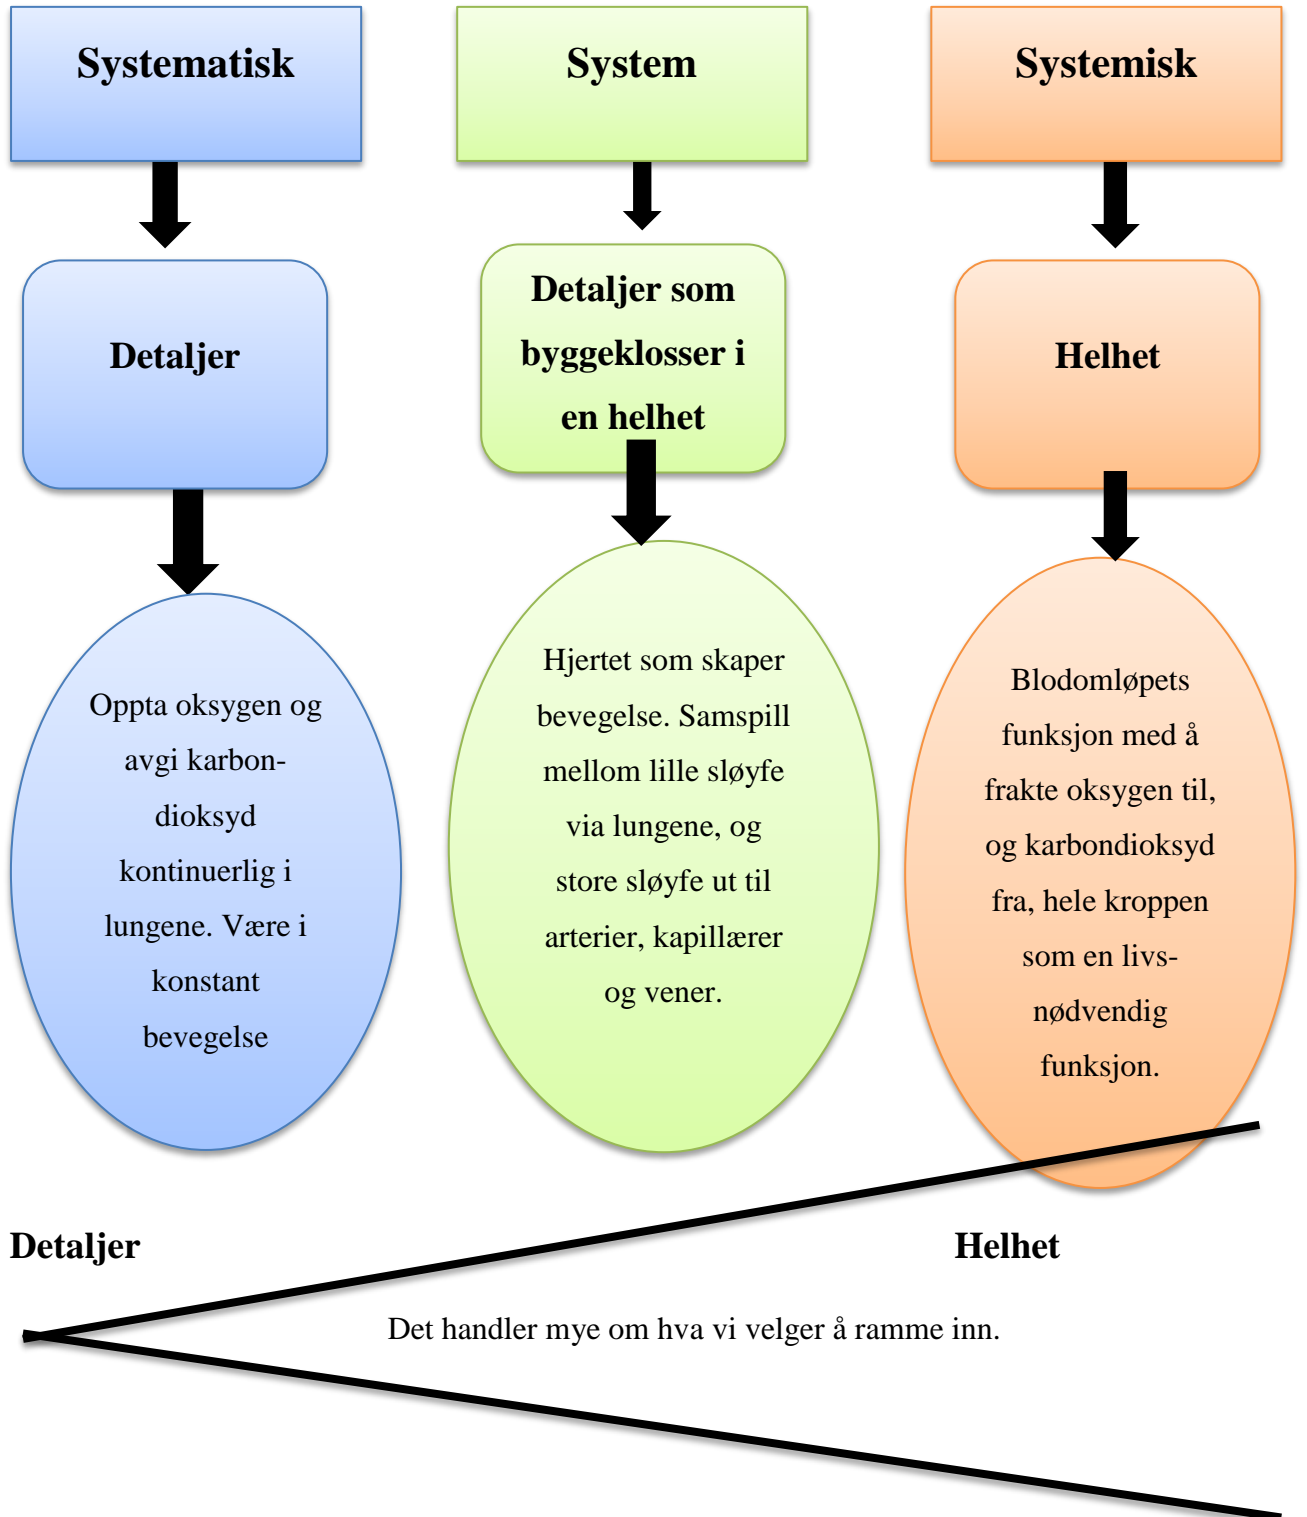 Systematisk
System
Systemisk
Detaljer
Detaljer som
byggeklosser i
en helhet
Helhet
Oppta oksygen og
avgi karbon-
dioksyd
kontinuerlig i
lungene. Være i
konstant
bevegelse
Hjertet som skaper
bevegelse. Samspill
mellom lille sløyfe
via lungene, og
store sløyfe ut til
arterier, kapillærer
og vener.
Blodomløpets
funksjon med å
frakte oksygen til,
og karbondioksyd
fra, hele kroppen
som en livs-
nødvendig
funksjon.
Detaljer
Helhet
Det handler mye om hva vi velger å ramme inn.